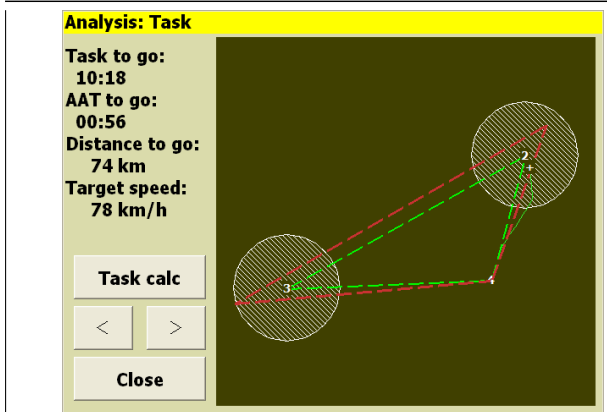 Analysis: Task
Task to go:
10:18
AAT to go:
00:56
Distance to go:
74 km
Target speed:
78 km/h
Task calc
< >
Close
2
+
3
4